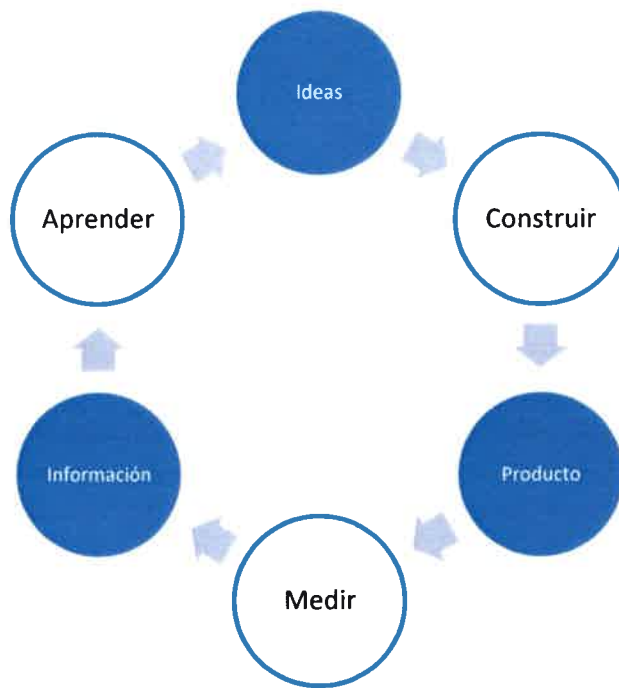 Ideas
Construir
Producto
Medir
Información
Aprender